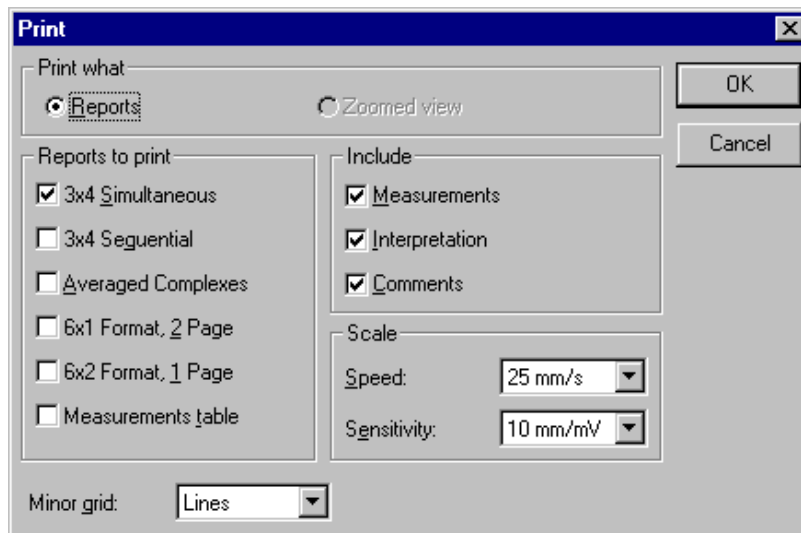 Print
Print what
Reports
Zoomed view
OK
Cancel
Reports to print
3x4 Simultaneous
3x4 Sequential
Averaged Complexes
6x1 Format, 2 Page
6x2 Format, 1 Page
Measurements table
Include
Measurements
Interpretation
Comments
Scale
Speed: 25 mm/s
Sensitivity: 10 mm/mV
Minor grid: Lines